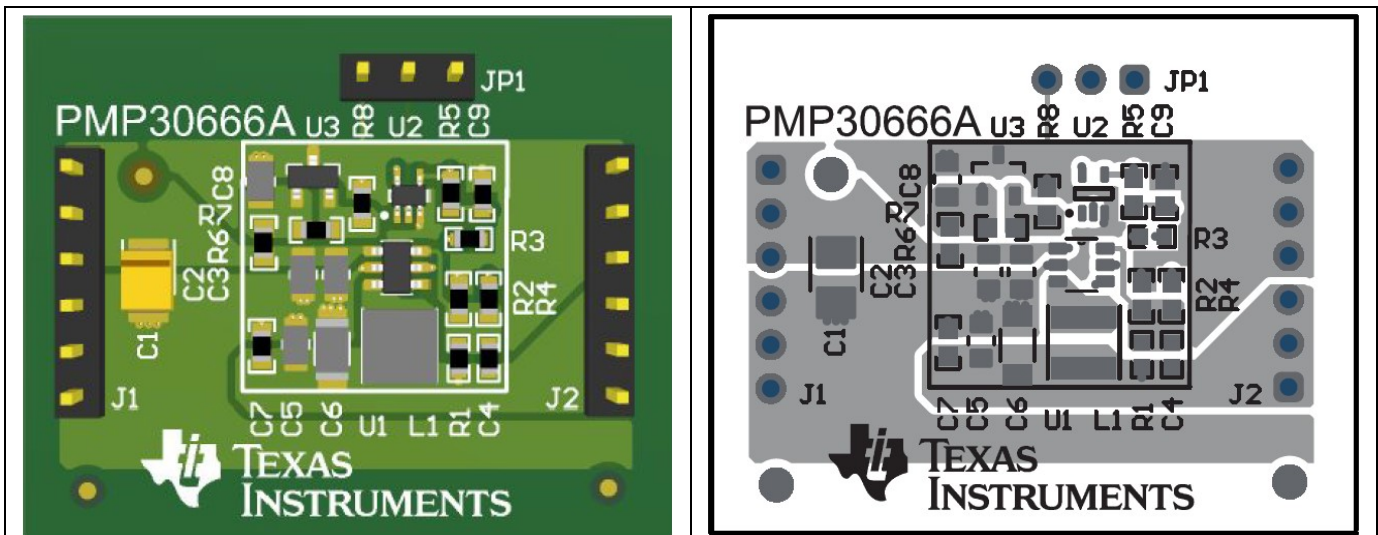 JP1
PMP30666A U3 R8 U2 R5 C9
C8
R7
R6
C2
C3
R3
R2
R4
C1
J1
J2
C7 C5 C6 U1 L1 R1 C4
TEXAS
INSTRUMENTS
JP1
PMP30666A U3 R8 U2 R5 C9
C8
R7
R6
C2
C3
R3
R2
R4
C1
J1
J2
C7 C5 C6 U1 L1 R1 C4
TEXAS
INSTRUMENTS